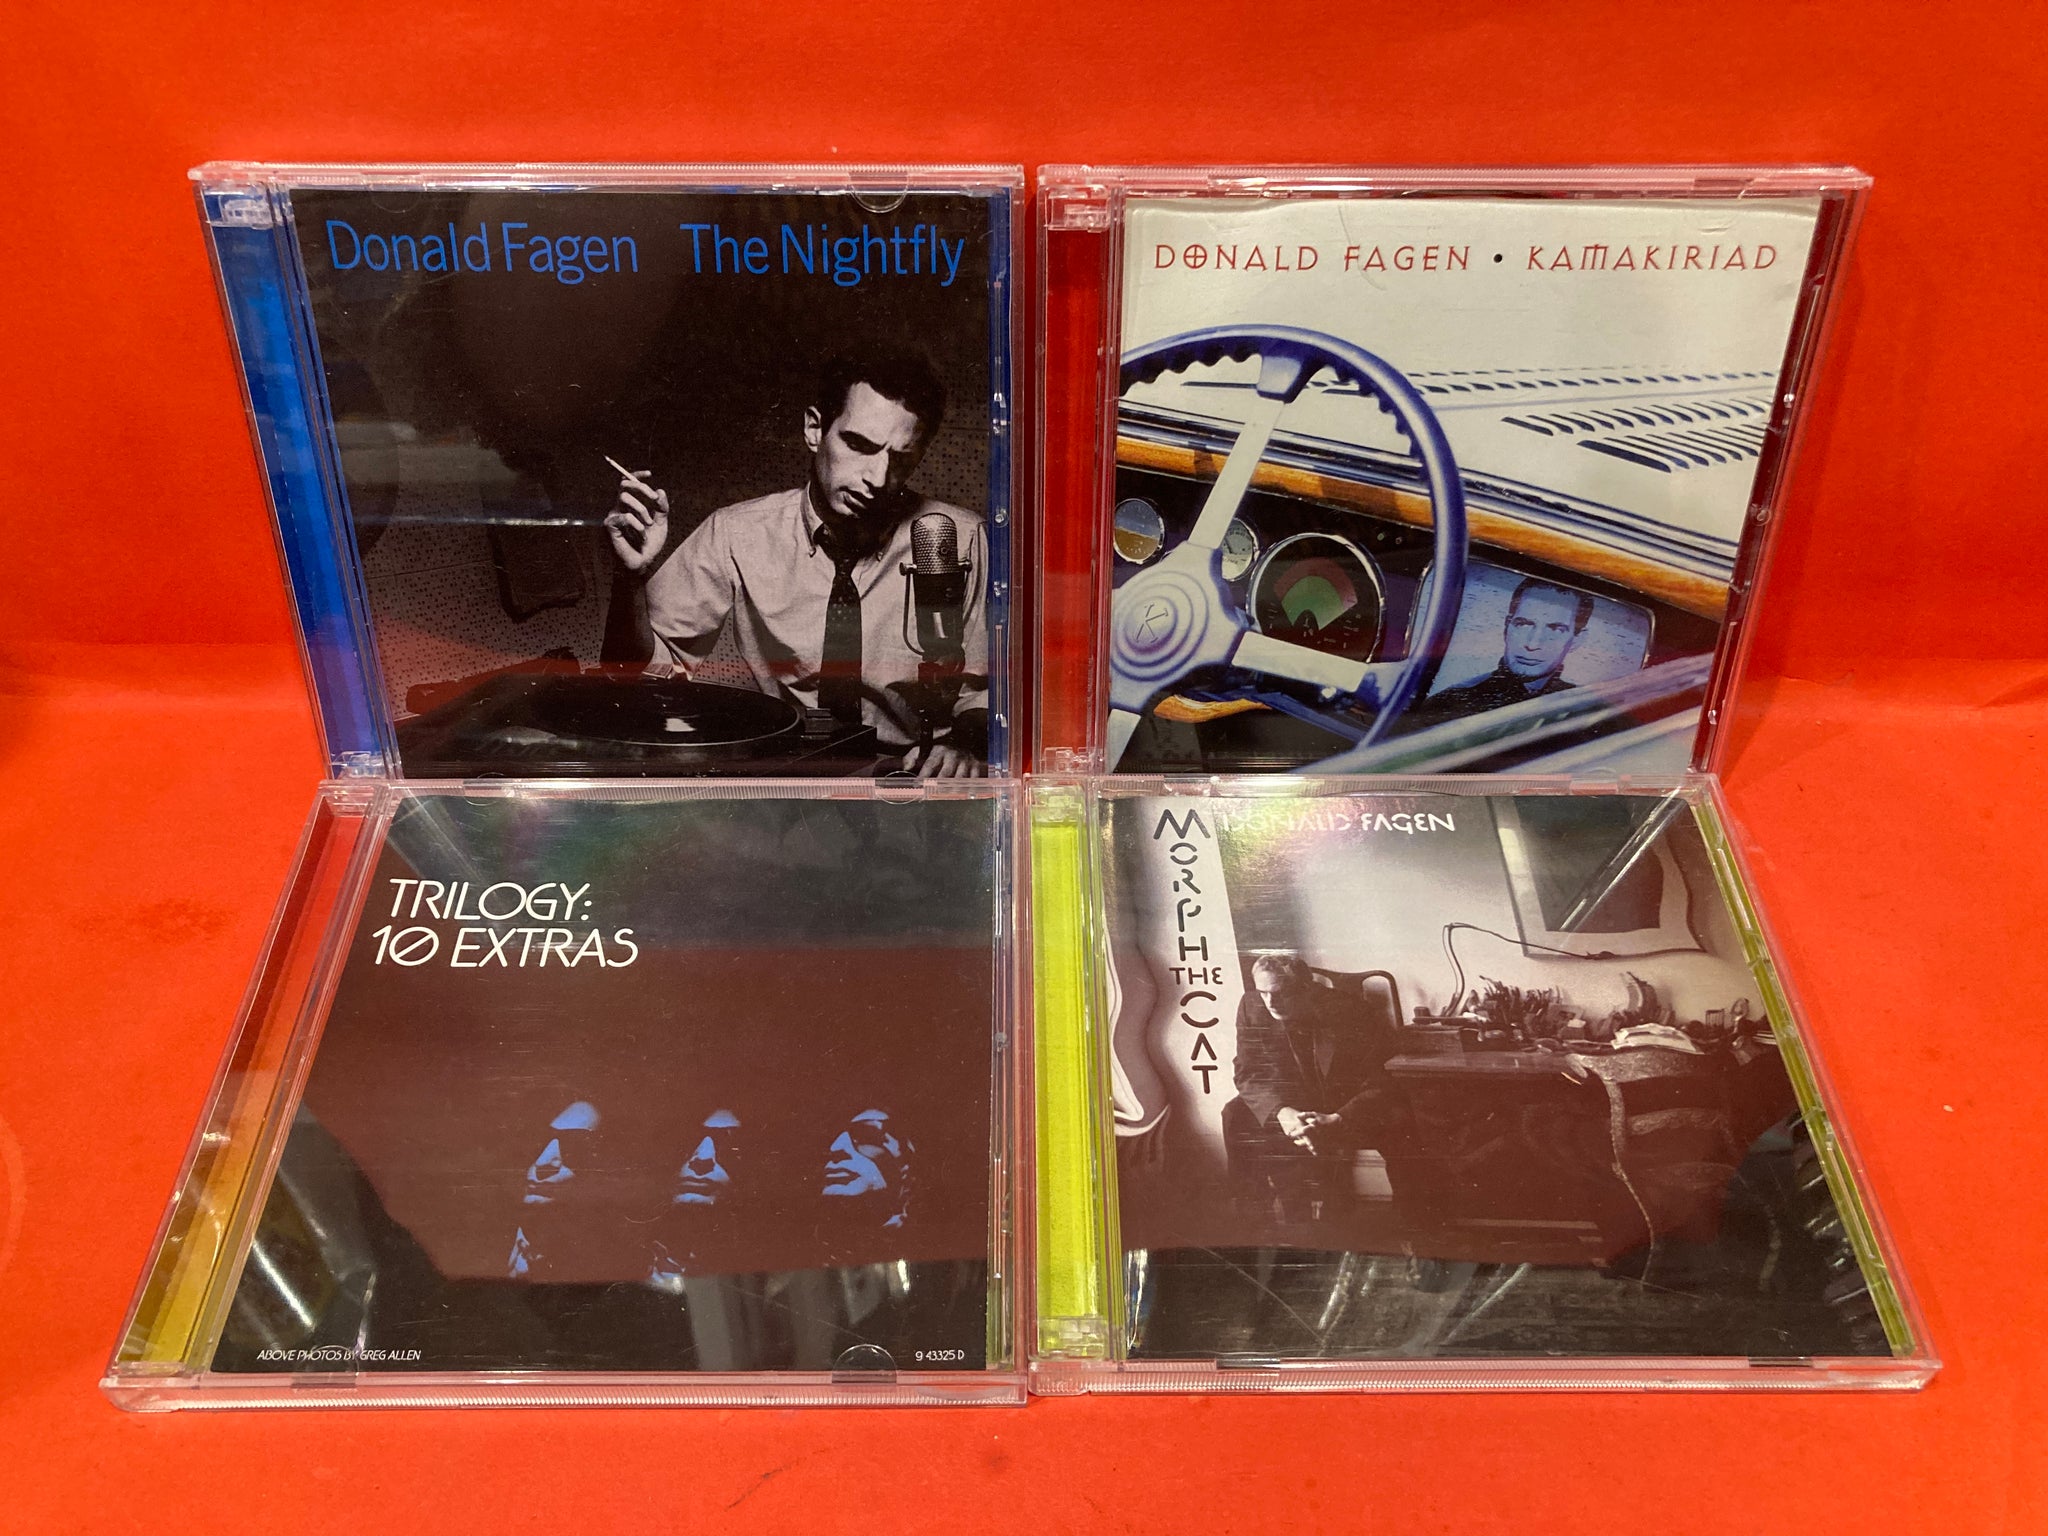 Donald Fagen The Nightfly
DONALD FAGEN • KAMAKIRIAD
K
TRILOGY:
10 EXTRAS
ABOVE PHOTOS BY GREG ALLEN
9 43325 D
MORPH
THE
CAT
DONALD FAGEN